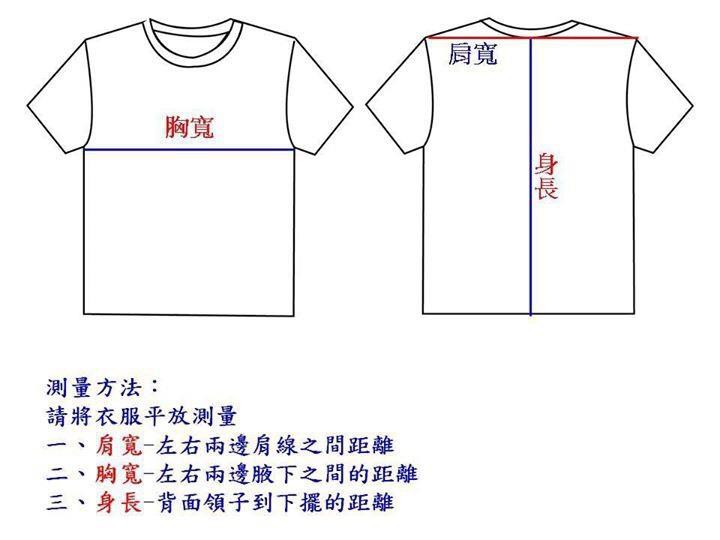 胸寬
肩寬
身長
測量方法：
請將衣服平放測量
一、肩寬-左右兩邊肩線之間距離
二、胸寬-左右兩邊腋下之間的距離
三、身長-背面領子到下擺的距離